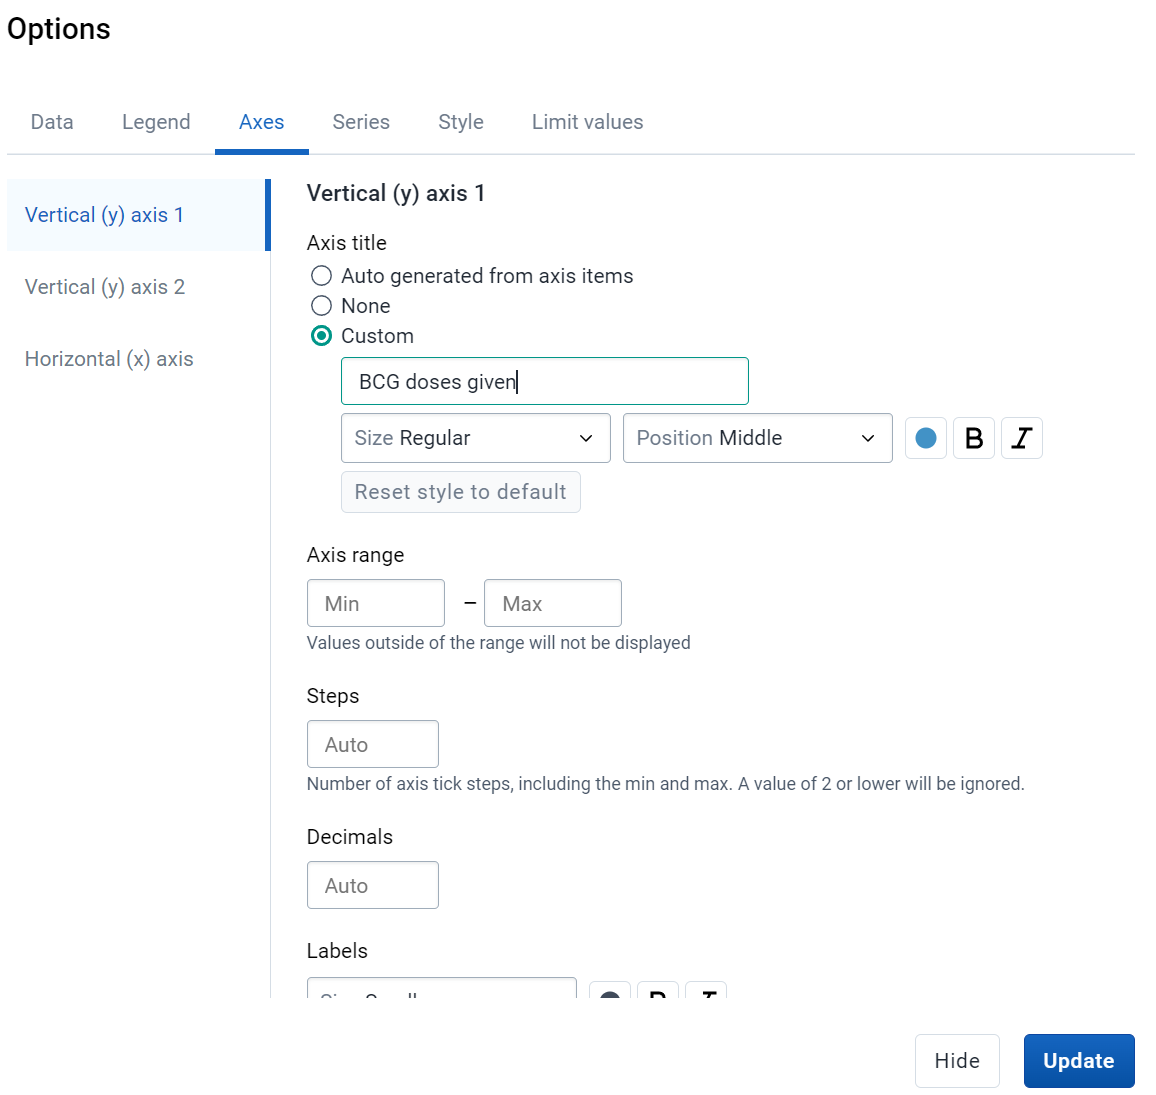 Options
Data Legend Axes Series Style Limit values
Vertical (y) axis 1
Vertical (y) axis 2
Horizontal (x) axis
Vertical (y) axis 1
Axis title
Auto generated from axis items
None
Custom
BCG doses given
Size Regular Position Middle B I
Reset style to default
Axis range
Min – Max
Values outside of the range will not be displayed
Steps
Auto
Number of axis tick steps, including the min and max. A value of 2 or lower will be ignored.
Decimals
Auto
Labels
Hide Update